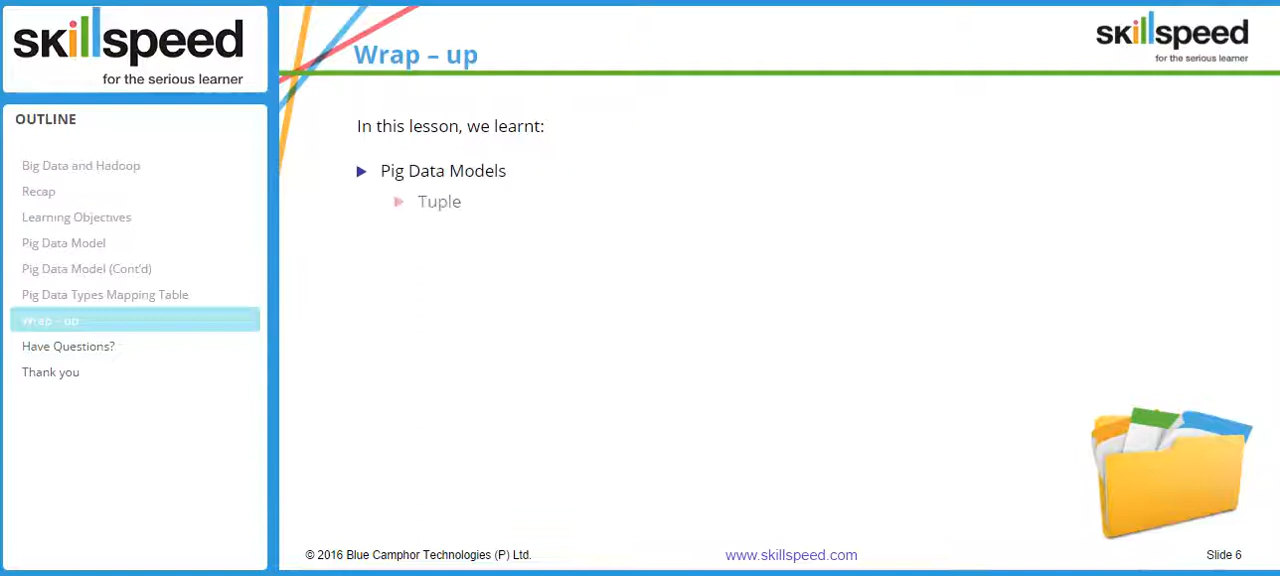 skillspeed
for the serious learner
OUTLINE
Big Data and Hadoop
Recap
Learning Objectives
Pig Data Model
Pig Data Model (Cont'd)
Pig Data Types Mapping Table
Wrap – up
Have Questions?
Thank you
Wrap – up
skillspeed
for the serious learner
In this lesson, we learnt:
Pig Data Models
Tuple
© 2016 Blue Camphor Technologies (P) Ltd.
www.skillspeed.com
Slide 6